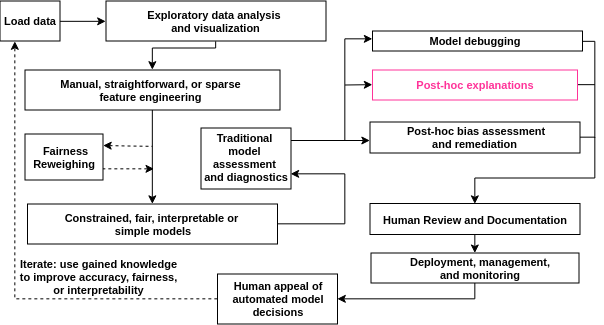 Load data
Exploratory data analysis
and visualization
Model debugging
Manual, straightforward, or sparse
feature engineering
Post-hoc explanations
Fairness
Reweighing
Traditional
model
assessment
and diagnostics
Post-hoc bias assessment
and remediation
Constrained, fair, interpretable or
simple models
Human Review and Documentation
Iterate: use gained knowledge
to improve accuracy, fairness,
or interpretability
Deployment, management,
and monitoring
Human appeal of
automated model
decisions